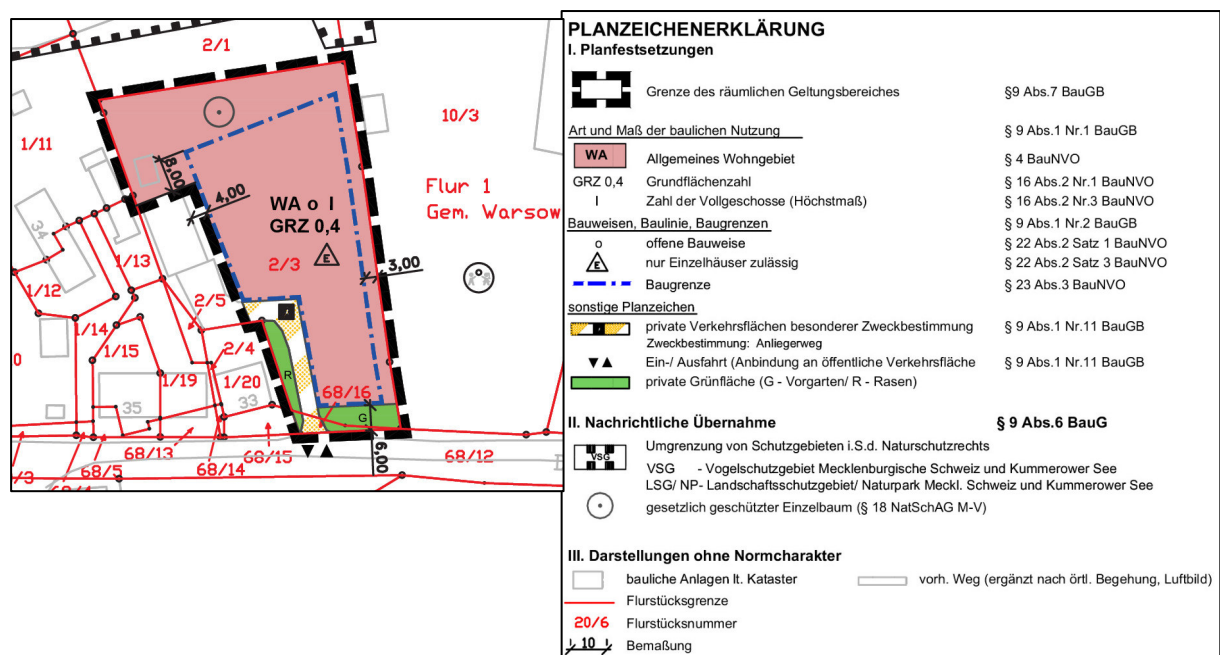 2/1
1/11
10/3
8,00
4,00
WA o I
GRZ 0,4
E
2/3
Flur 1
Gem. Warsow
3,00
34
1/13
1/12
2/5
1/14
1/15
2/4
1/19
1/20
35
33
R
68/16
G
6,00
68/13
68/14
68/15
68/12
68/5
/3
0
PLANZEICHENERKLÄRUNG
I. Planfestsetzungen
Grenze des räumlichen Geltungsbereiches §9 Abs.7 BauGB
Art und Maß der baulichen Nutzung § 9 Abs.1 Nr.1 BauGB
WA Allgemeines Wohngebiet § 4 BauNVO
GRZ 0,4 Grundflächenzahl § 16 Abs.2 Nr.1 BauNVO
I Zahl der Vollgeschosse (Höchstmaß) § 16 Abs.2 Nr.3 BauNVO
Bauweisen, Baulinie, Baugrenzen § 9 Abs.1 Nr.2 BauGB
o offene Bauweise § 22 Abs.2 Satz 1 BauNVO
E nur Einzelhäuser zulässig § 22 Abs.2 Satz 3 BauNVO
Baugrenze § 23 Abs.3 BauNVO
sonstige Planzeichen
private Verkehrsflächen besonderer Zweckbestimmung § 9 Abs.1 Nr.11 BauGB
Zweckbestimmung: Anliegerweg
Ein-/ Ausfahrt (Anbindung an öffentliche Verkehrsfläche § 9 Abs.1 Nr.11 BauGB
private Grünfläche (G - Vorgarten/ R - Rasen)
II. Nachrichtliche Übernahme § 9 Abs.6 BauG
Umgrenzung von Schutzgebieten i.S.d. Naturschutzrechts
VSG
VSG - Vogelschutzgebiet Mecklenburgische Schweiz und Kummerower See
LSG/ NP- Landschaftsschutzgebiet/ Naturpark Meckl. Schweiz und Kummerower See
gesetzlich geschützter Einzelbaum (§ 18 NatSchAG M-V)
III. Darstellungen ohne Normcharakter
bauliche Anlagen lt. Kataster vorh. Weg (ergänzt nach örtl. Begehung, Luftbild)
Flurstücksgrenze
20/6 Flurstücksnummer
10 Bemaßung